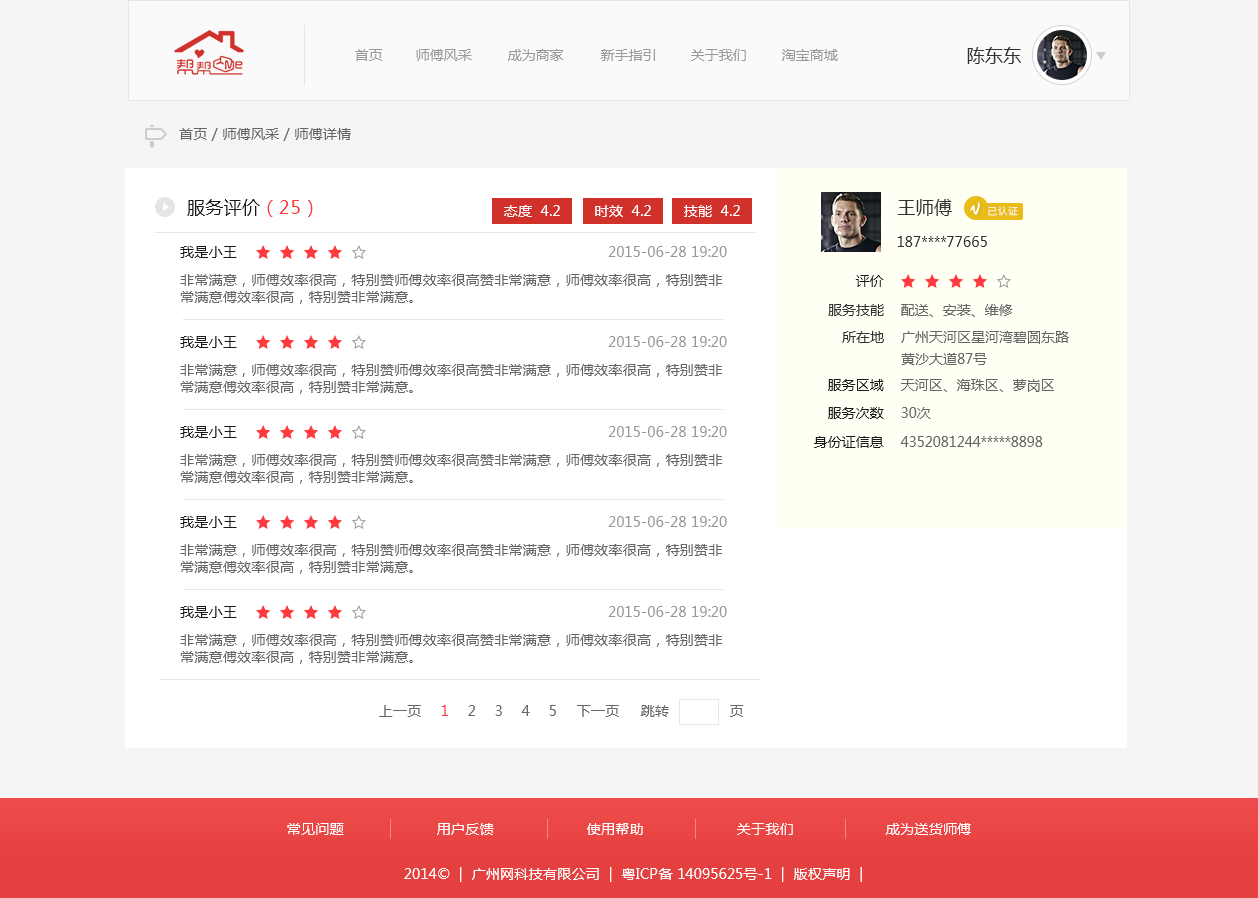 帮帮Me
首页 师傅风采 成为商家 新手指引 关于我们 淘宝商城 陈东东
首页 / 师傅风采 / 师傅详情
服务评价 ( 25 ) 态度 4.2 时效 4.2 技能 4.2
我是小王 2015-06-28 19:20
非常满意，师傅效率很高，特别赞师傅效率很高赞非常满意，师傅效率很高，特别赞非
常满意傅效率很高，特别赞非常满意。
我是小王 2015-06-28 19:20
非常满意，师傅效率很高，特别赞师傅效率很高赞非常满意，师傅效率很高，特别赞非
常满意傅效率很高，特别赞非常满意。
我是小王 2015-06-28 19:20
非常满意，师傅效率很高，特别赞师傅效率很高赞非常满意，师傅效率很高，特别赞非
常满意傅效率很高，特别赞非常满意。
我是小王 2015-06-28 19:20
非常满意，师傅效率很高，特别赞师傅效率很高赞非常满意，师傅效率很高，特别赞非
常满意傅效率很高，特别赞非常满意。
我是小王 2015-06-28 19:20
非常满意，师傅效率很高，特别赞师傅效率很高赞非常满意，师傅效率很高，特别赞非
常满意傅效率很高，特别赞非常满意。
上一页 1 2 3 4 5 下一页 跳转 页
王师傅 已认证
187****77665
评价
服务技能 配送、安装、维修
所在地 广州天河区星河湾碧圆东路
黄沙大道87号
服务区域 天河区、海珠区、萝岗区
服务次数 30次
身份证信息 4352081244*****8898
常见问题 用户反馈 使用帮助 关于我们 成为送货师傅
2014© | 广州网科技有限公司 | 粤ICP备 14095625号-1 | 版权声明 |